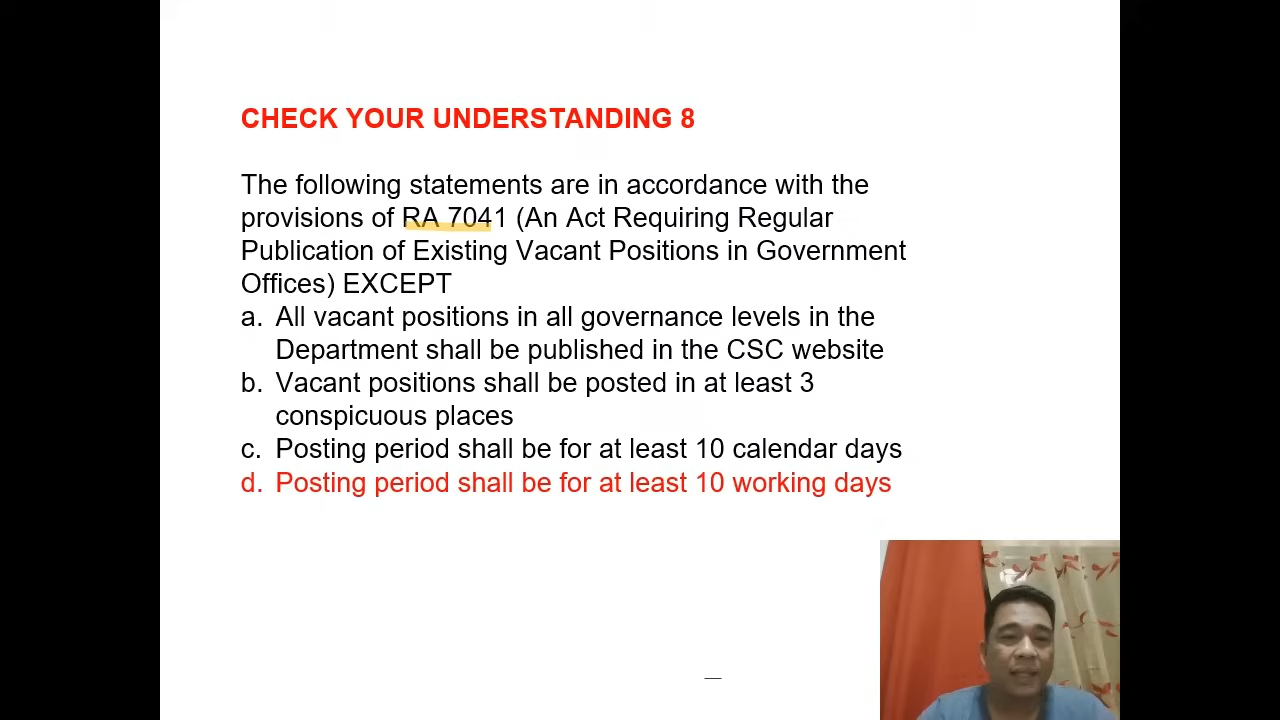 CHECK YOUR UNDERSTANDING 8
The following statements are in accordance with the
provisions of RA 7041 (An Act Requiring Regular
Publication of Existing Vacant Positions in Government
Offices) EXCEPT
a. All vacant positions in all governance levels in the
Department shall be published in the CSC website
b. Vacant positions shall be posted in at least 3
conspicuous places
c. Posting period shall be for at least 10 calendar days
d. Posting period shall be for at least 10 working days